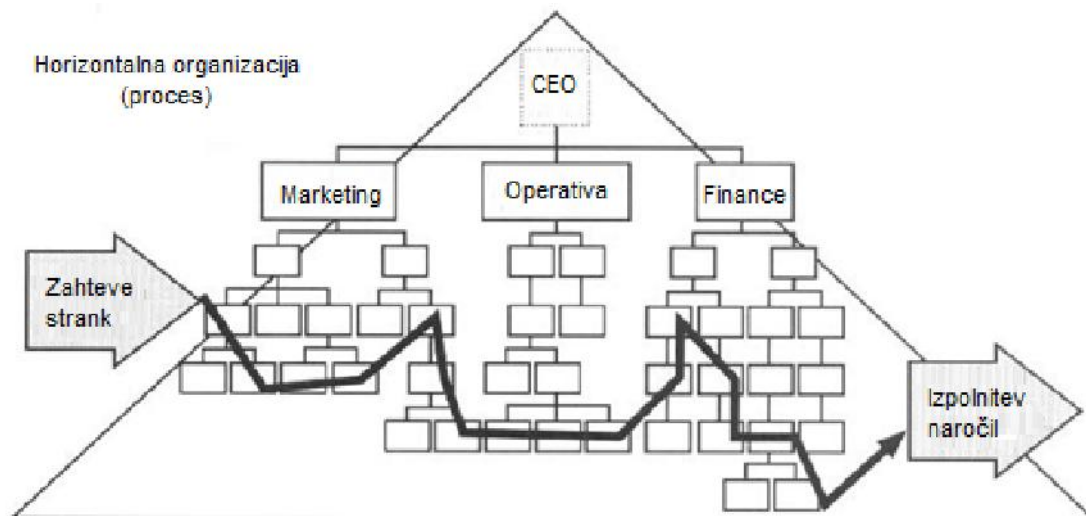 Horizontalna organizacija
(proces)
CEO
Marketing
Operativa
Finance
Zahteve
strank
Izpolnitev
naročil